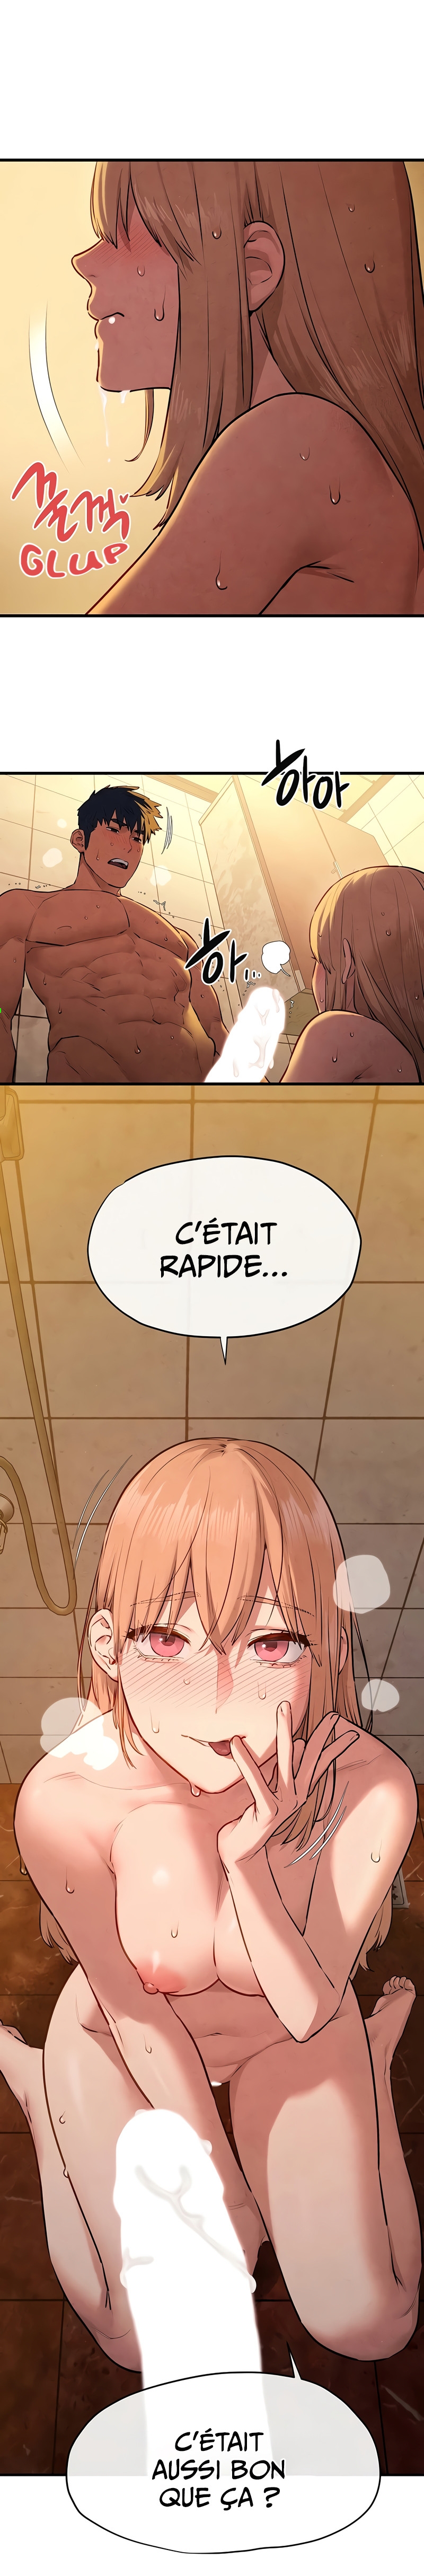 꿀꺽♥
GLUP
하아
하...
C'ÉTAIT
RAPIDE...
C'ÉTAIT
AUSSI BON
QUE ÇA ?